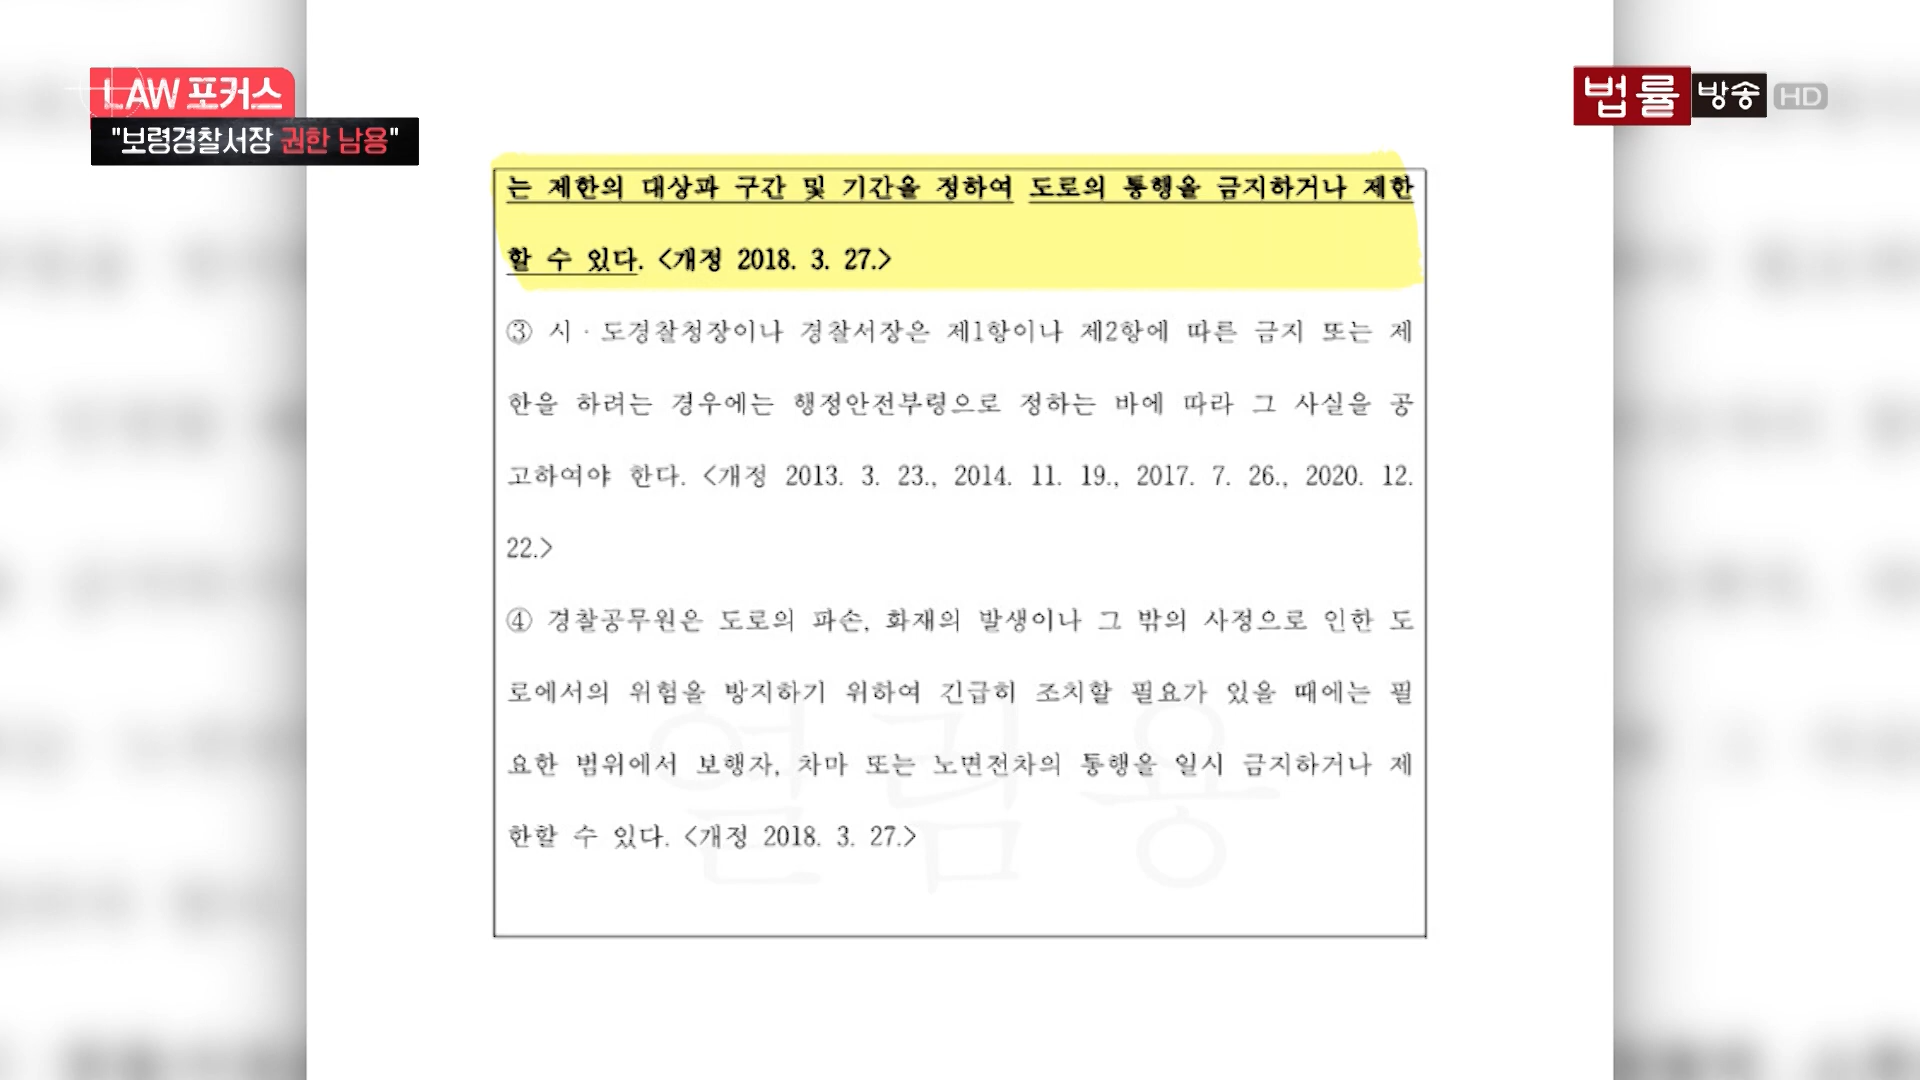 LAW 포커스
"보령경찰서장 권한 남용"
법률방송 HD
는 제한의 대상과 구간 및 기간을 정하여 도로의 통행을 금지하거나 제한
할 수 있다. <개정 2018. 3. 27.>
③ 시·도경찰청장이나 경찰서장은 제1항이나 제2항에 따른 금지 또는 제
한을 하려는 경우에는 행정안전부령으로 정하는 바에 따라 그 사실을 공
고하여야 한다. <개정 2013. 3. 23., 2014. 11. 19., 2017. 7. 26., 2020. 12.
22.>
④ 경찰공무원은 도로의 파손, 화재의 발생이나 그 밖의 사정으로 인한 도
로에서의 위험을 방지하기 위하여 긴급히 조치할 필요가 있을 때에는 필
요한 범위에서 보행자, 차마 또는 노면전차의 통행을 일시 금지하거나 제
한할 수 있다. <개정 2018. 3. 27.>
열람용